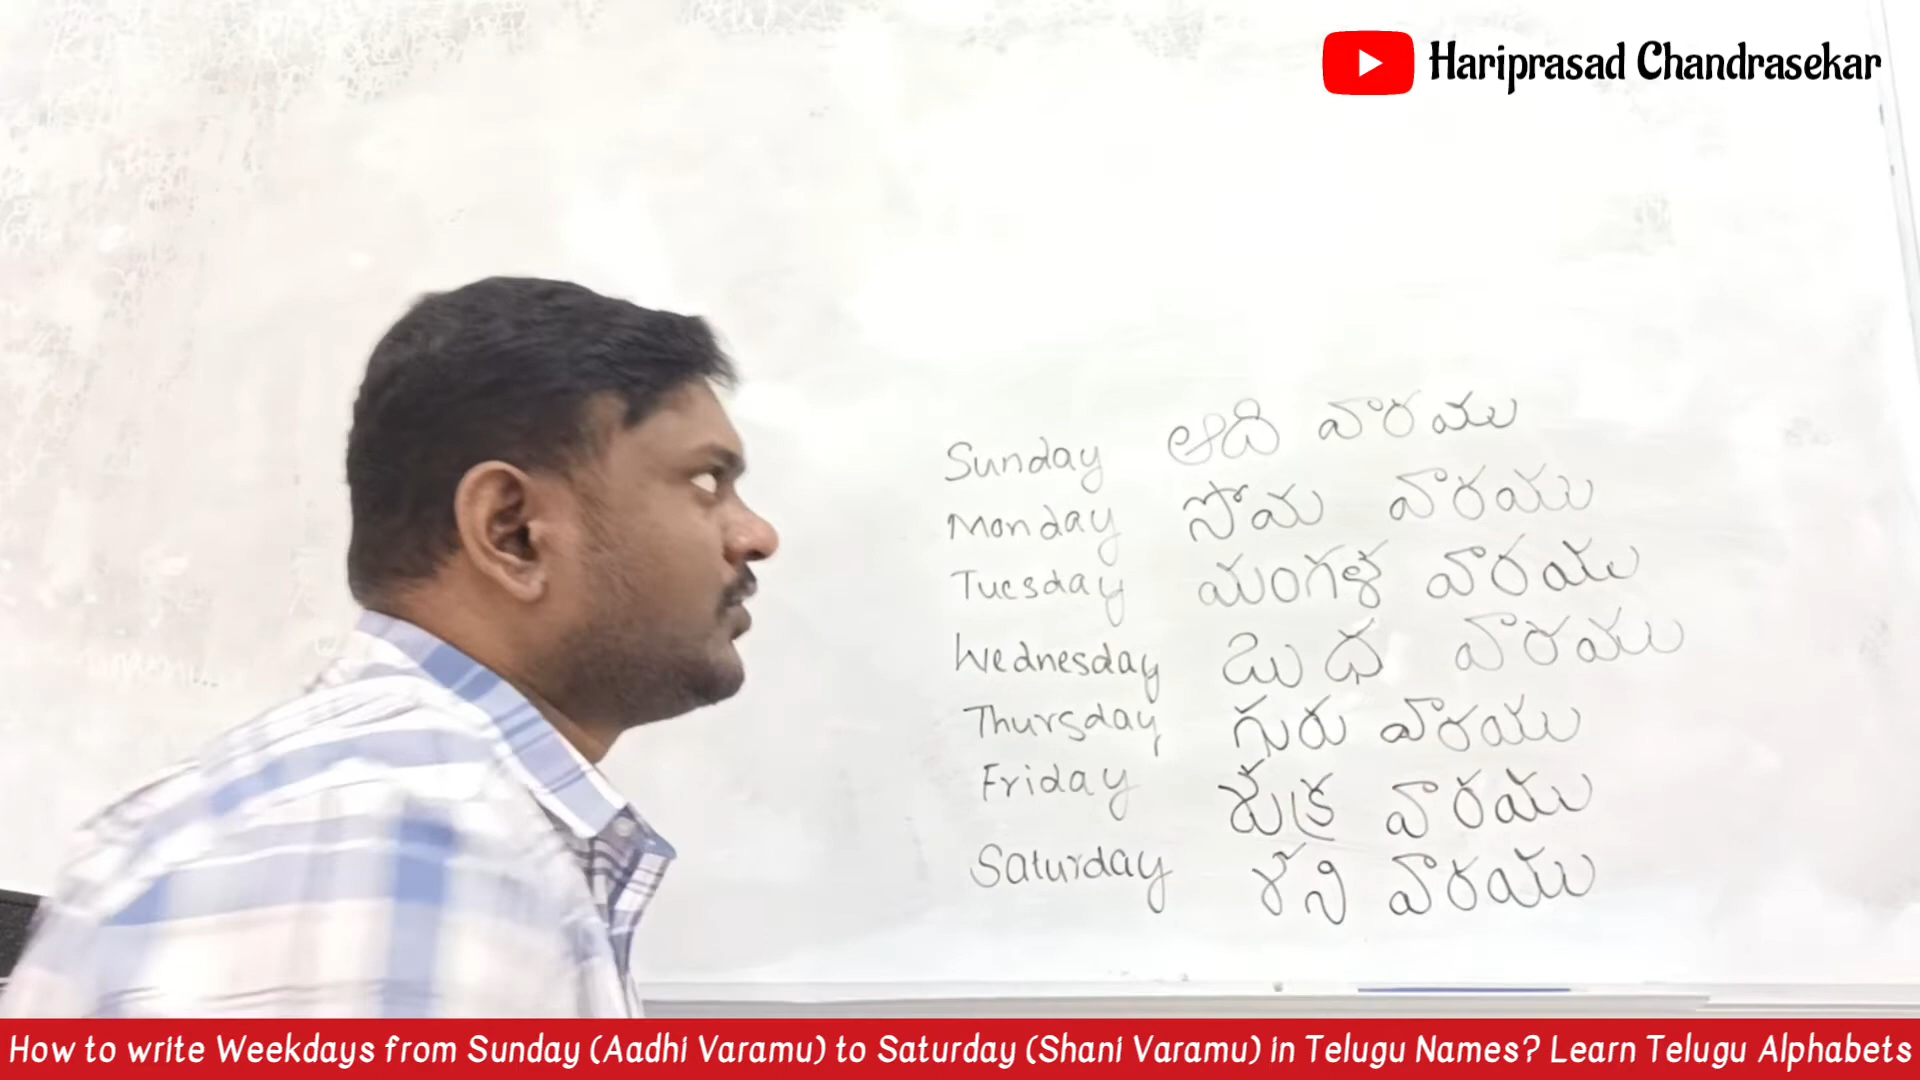 Hariprasad Chandrasekar
Sunday ఆది వారము
Monday సోమ వారము
Tuesday మంగళ వారము
Wednesday బుధ వారము
Thursday గురు వారము
Friday శుక్ర వారము
Saturday శని వారము
How to write Weekdays from Sunday (Aadhi Varamu) to Saturday (Shani Varamu) in Telugu Names? Learn Telugu Alphabets